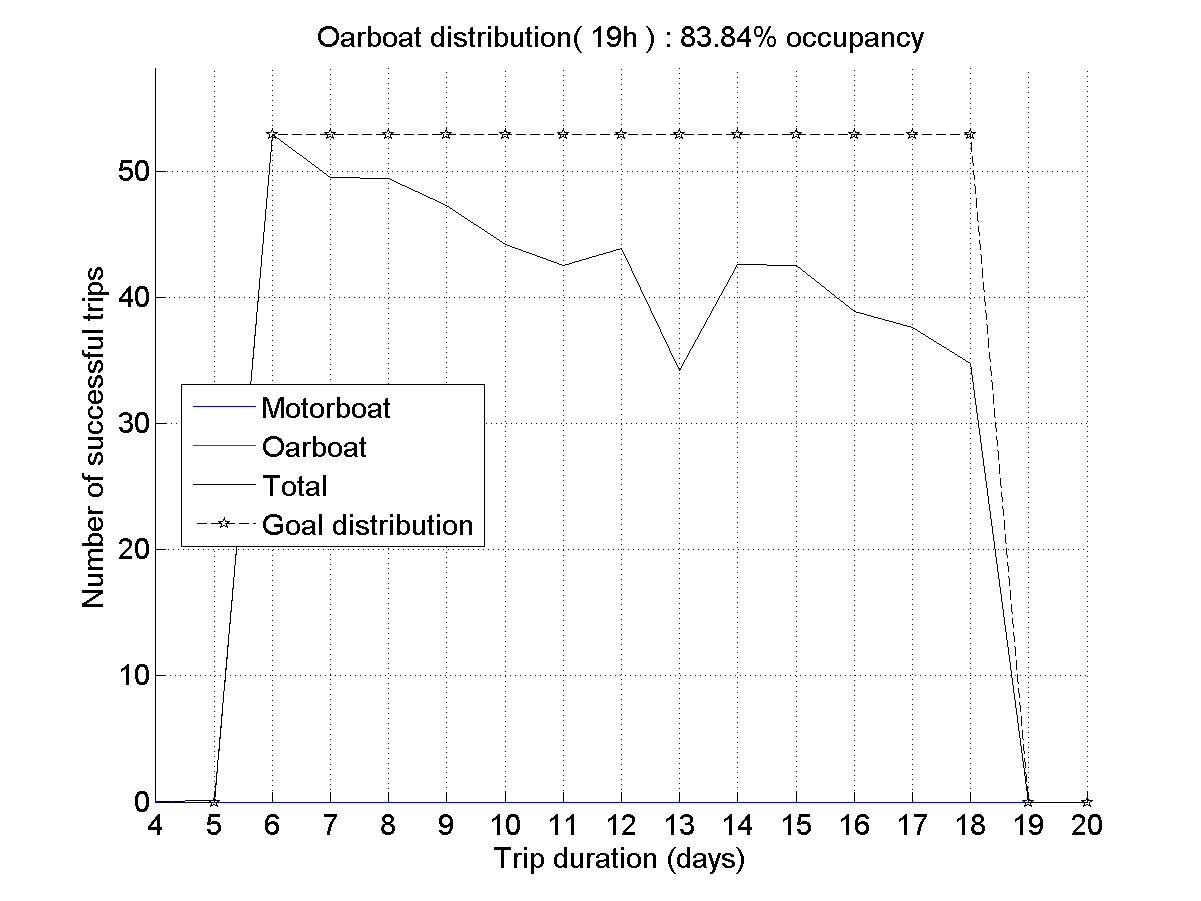 Oarboat distribution( 19h ) : 83.84% occupancy
Number of successful trips
50
40
30
20
10
0
Motorboat
Oarboat
Total
Goal distribution
4 5 6 7 8 9 10 11 12 13 14 15 16 17 18 19 20
Trip duration (days)